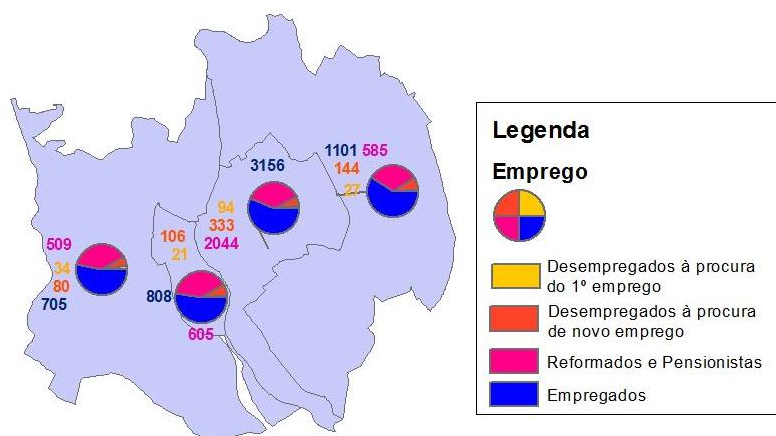 1101 585
144
27
3156
94
333
2044
106
21
808
605
509
34
80
705
Legenda
Emprego
Desempregados à procura
do 1º emprego
Desempregados à procura
de novo emprego
Reformados e Pensionistas
Empregados